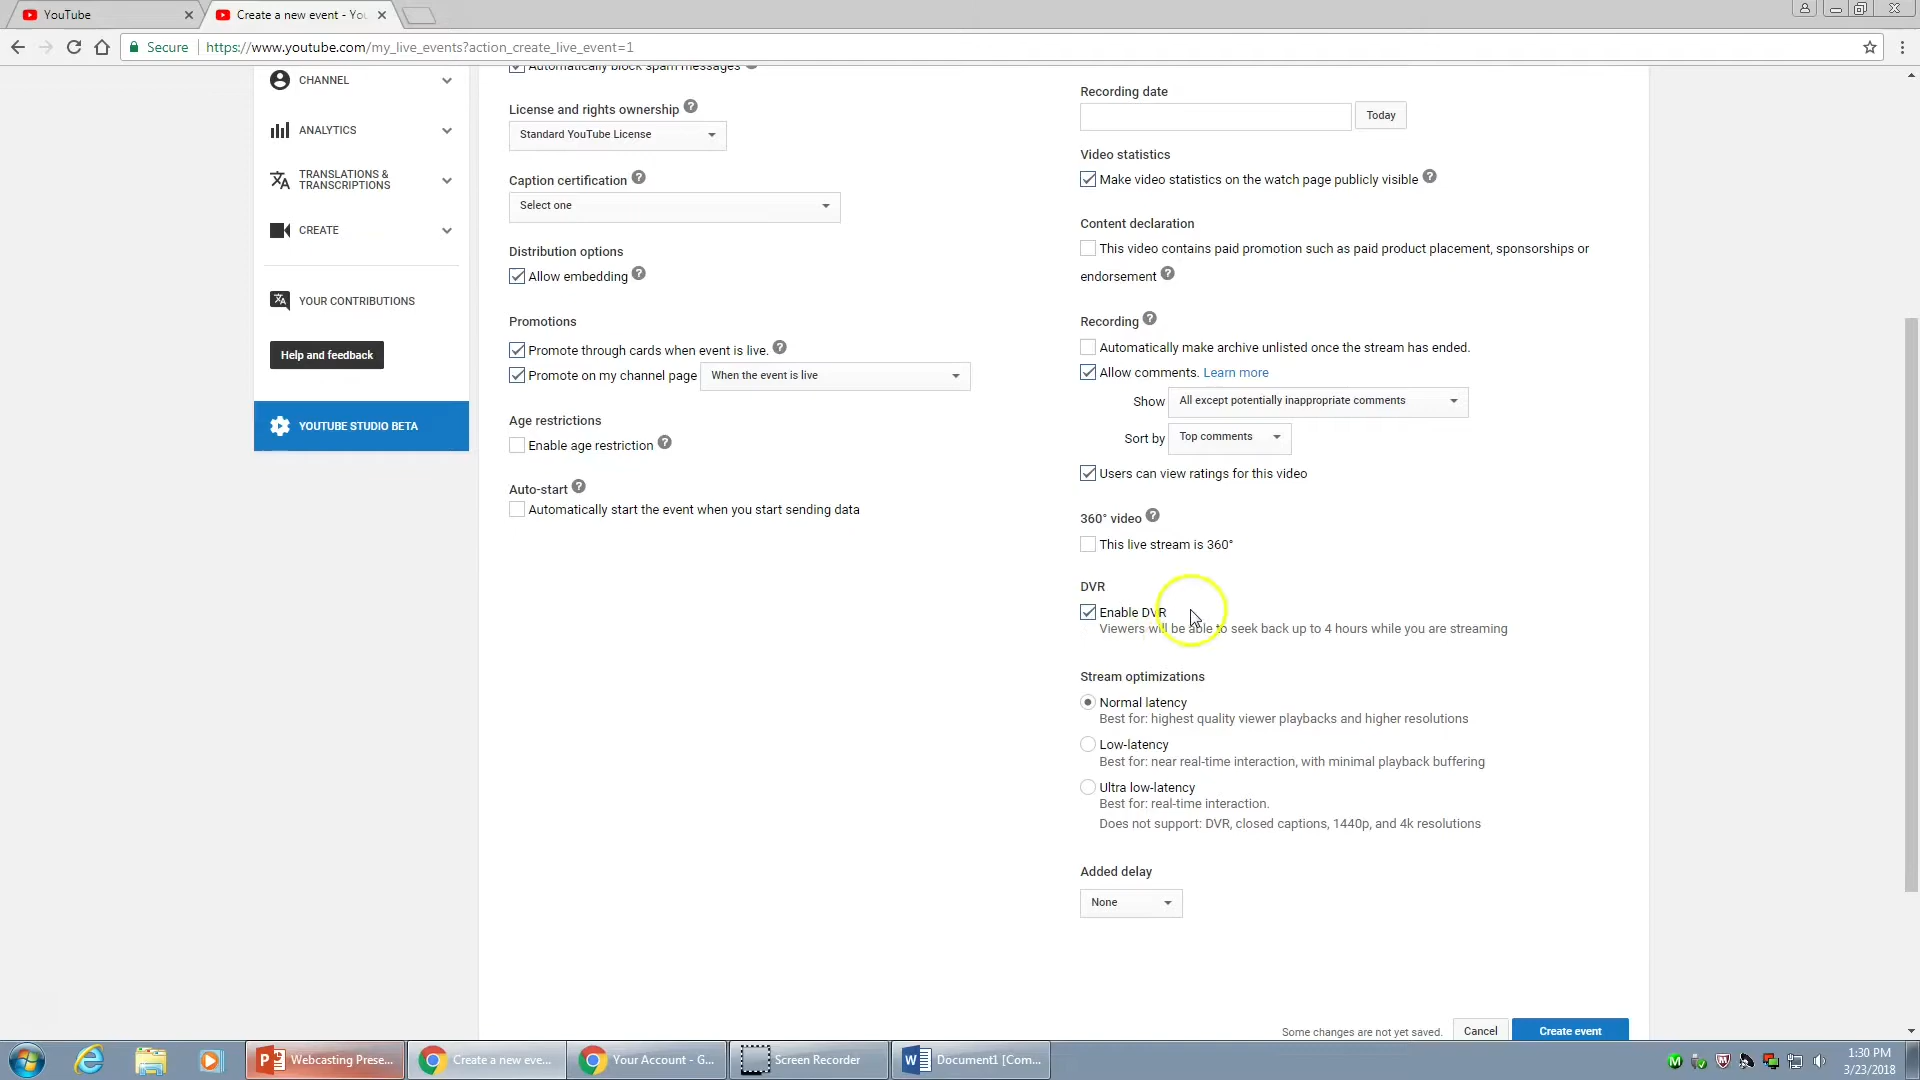 YouTube
Create a new event - You
Secure
https://www.youtube.com/my_live_events?action_create_live_event=1
CHANNEL
ANALYTICS
TRANSLATIONS &
TRANSCRIPTIONS
CREATE
YOUR CONTRIBUTIONS
Help and feedback
YOUTUBE STUDIO BETA
Automatically block spam messages
License and rights ownership
Standard YouTube License
Caption certification
Select one
Distribution options
Allow embedding
Promotions
Promote through cards when event is live.
Promote on my channel page When the event is live
Age restrictions
Enable age restriction
Auto-start
Automatically start the event when you start sending data
Recording date
Today
Video statistics
Make video statistics on the watch page publicly visible
Content declaration
This video contains paid promotion such as paid product placement, sponsorships or
endorsement
Recording
Automatically make archive unlisted once the stream has ended.
Allow comments. Learn more
Show All except potentially inappropriate comments
Sort by Top comments
Users can view ratings for this video
360° video
This live stream is 360°
DVR
Enable DVR
Viewers will be able to seek back up to 4 hours while you are streaming
Stream optimizations
Normal latency
Best for: highest quality viewer playbacks and higher resolutions
Low-latency
Best for: near real-time interaction, with minimal playback buffering
Ultra low-latency
Best for: real-time interaction.
Does not support: DVR, closed captions, 1440p, and 4k resolutions
Added delay
None
Some changes are not yet saved. Cancel Create event
Webcasting Prese...
Create a new eve...
Your Account - G...
Screen Recorder
Document1 [Com...
1:30 PM
3/23/2018